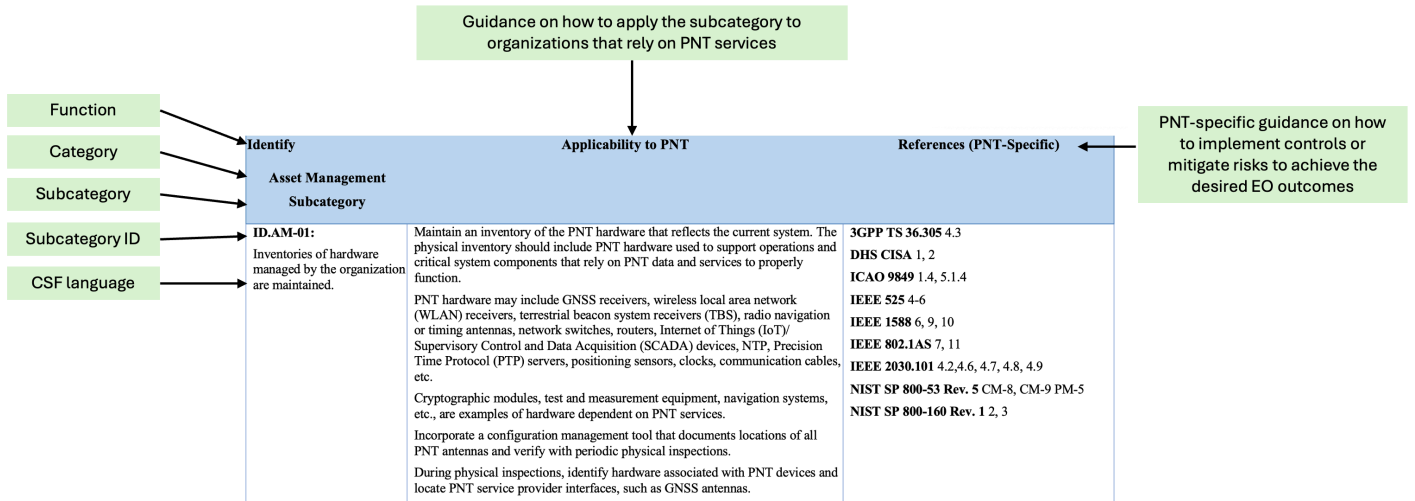 Guidance on how to apply the subcategory to
organizations that rely on PNT services
Function
Category
Subcategory
Subcategory ID
CSF language
PNT-specific guidance on how
to implement controls or
mitigate risks to achieve the
desired EO outcomes
Identify
Asset Management
Subcategory
Applicability to PNT
References (PNT-Specific)
ID.AM-01:
Inventories of hardware
managed by the organization
are maintained.
Maintain an inventory of the PNT hardware that reflects the current system. The
physical inventory should include PNT hardware used to support operations and
critical system components that rely on PNT data and services to properly
function.
PNT hardware may include GNSS receivers, wireless local area network
(WLAN) receivers, terrestrial beacon system receivers (TBS), radio navigation
or timing antennas, network switches, routers, Internet of Things (IoT)/
Supervisory Control and Data Acquisition (SCADA) devices, NTP, Precision
Time Protocol (PTP) servers, positioning sensors, clocks, communication cables,
etc.
Cryptographic modules, test and measurement equipment, navigation systems,
etc., are examples of hardware dependent on PNT services.
Incorporate a configuration management tool that documents locations of all
PNT antennas and verify with periodic physical inspections.
During physical inspections, identify hardware associated with PNT devices and
locate PNT service provider interfaces, such as GNSS antennas.
3GPP TS 36.305 4.3
DHS CISA 1, 2
ICAO 9849 1.4, 5.1.4
IEEE 525 4-6
IEEE 1588 6, 9, 10
IEEE 802.1AS 7, 11
IEEE 2030.101 4.2,4.6, 4.7, 4.8, 4.9
NIST SP 800-53 Rev. 5 CM-8, CM-9 PM-5
NIST SP 800-160 Rev. 1 2, 3